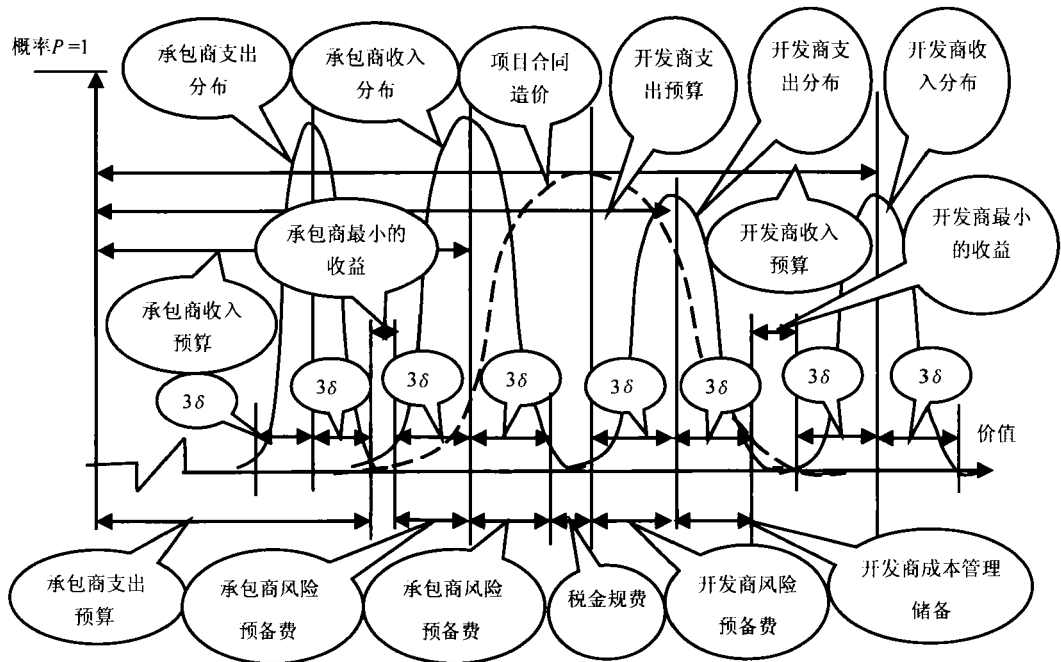 概率P=1
承包商支出
分布
承包商收入
分布
项目合同
造价
开发商支
出预算
开发商支
出分布
开发商收
入分布
承包商最小的
收益
开发商收入
预算
开发商最小
的收益
承包商收入
预算
3δ
3δ
3δ
3δ
3δ
3δ
3δ
3δ
价值
承包商支出
预算
承包商风险
预备费
承包商风险
预备费
税金规费
开发商风险
预备费
开发商成本管理
储备